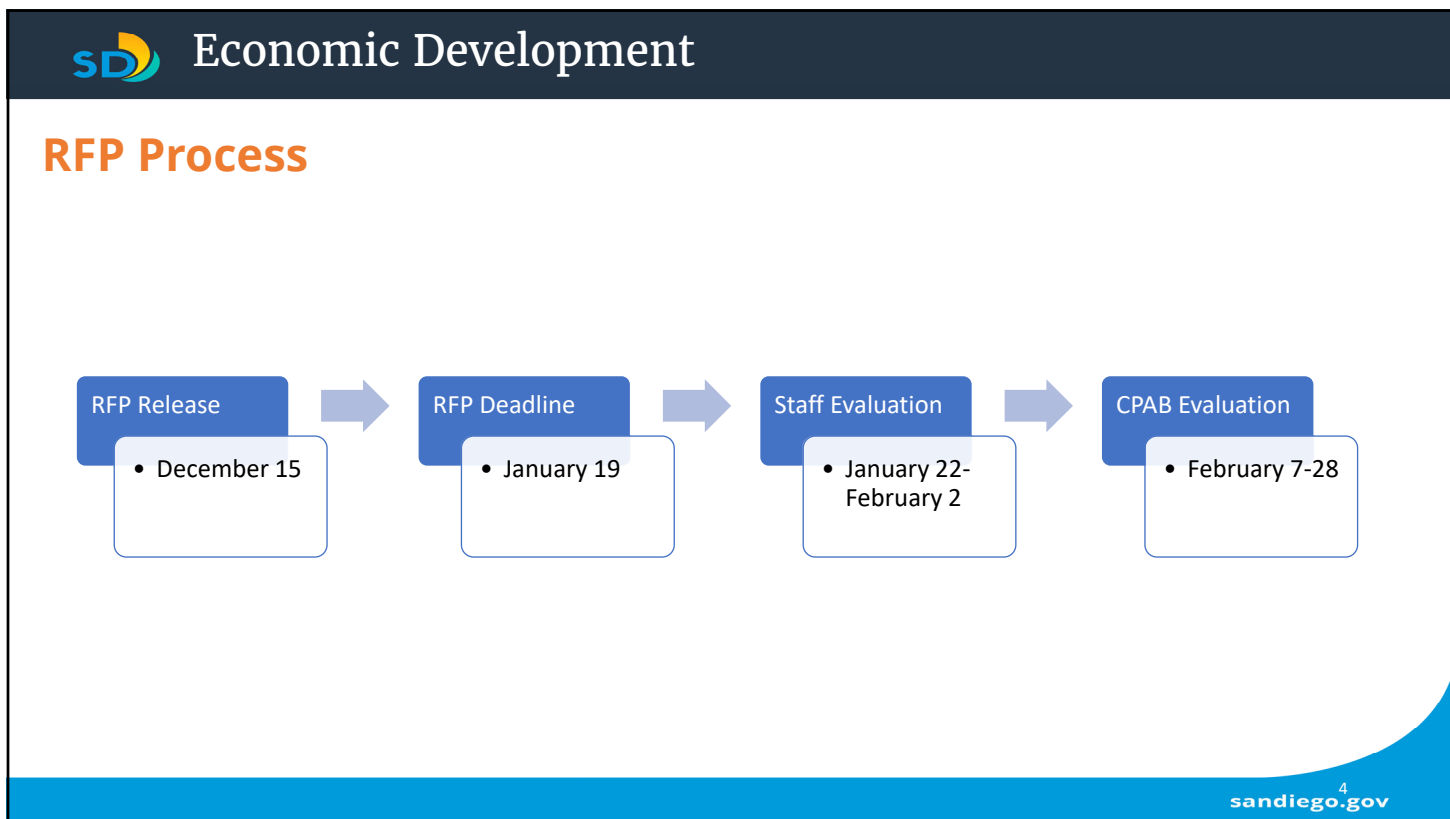 SD Economic Development
RFP Process
RFP Release
• December 15
RFP Deadline
• January 19
Staff Evaluation
• January 22-
February 2
CPAB Evaluation
• February 7-28
4
sandiego.gov